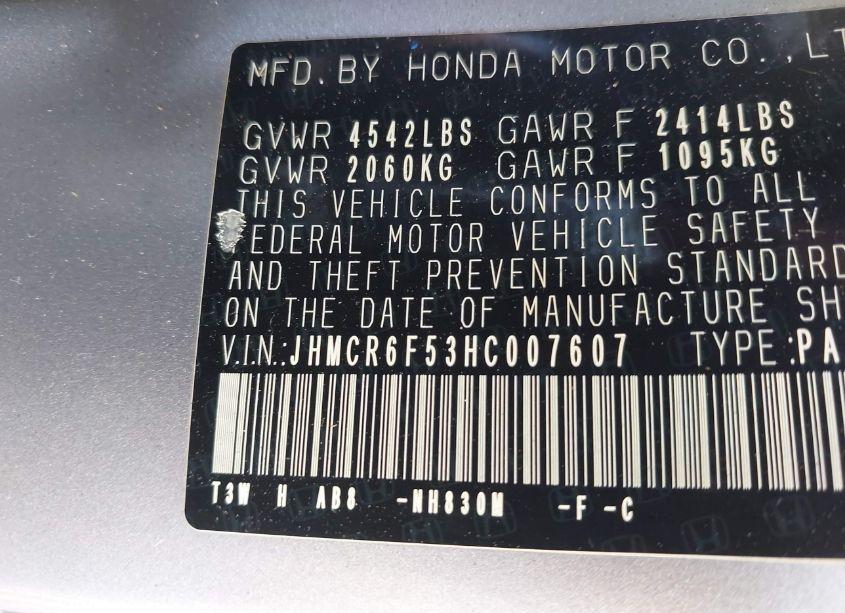 MFD. BY HONDA MOTOR CO., LT
GVWR 4542LBS GAWR F 2414LBS
GVWR 2060KG GAWR F 1095KG
THIS VEHICLE CONFORMS TO ALL
FEDERAL MOTOR VEHICLE SAFETY
AND THEFT PREVENTION STANDARD
ON THE DATE OF MANUFACTURE SH
V.I.N.:JHMCR6F53HC007607 TYPE:PA
T3W H AB8 -NH830M -F -C